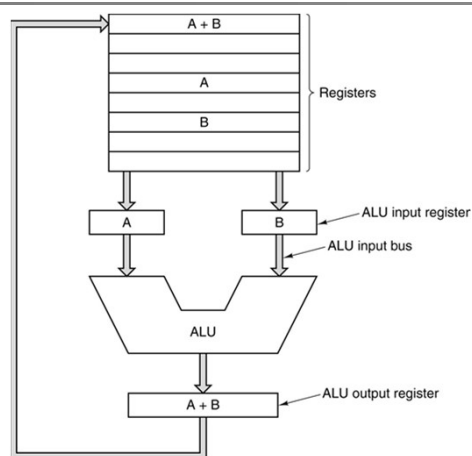 A + B
A
Registers
B
A
B
ALU input register
ALU input bus
ALU
A + B
ALU output register